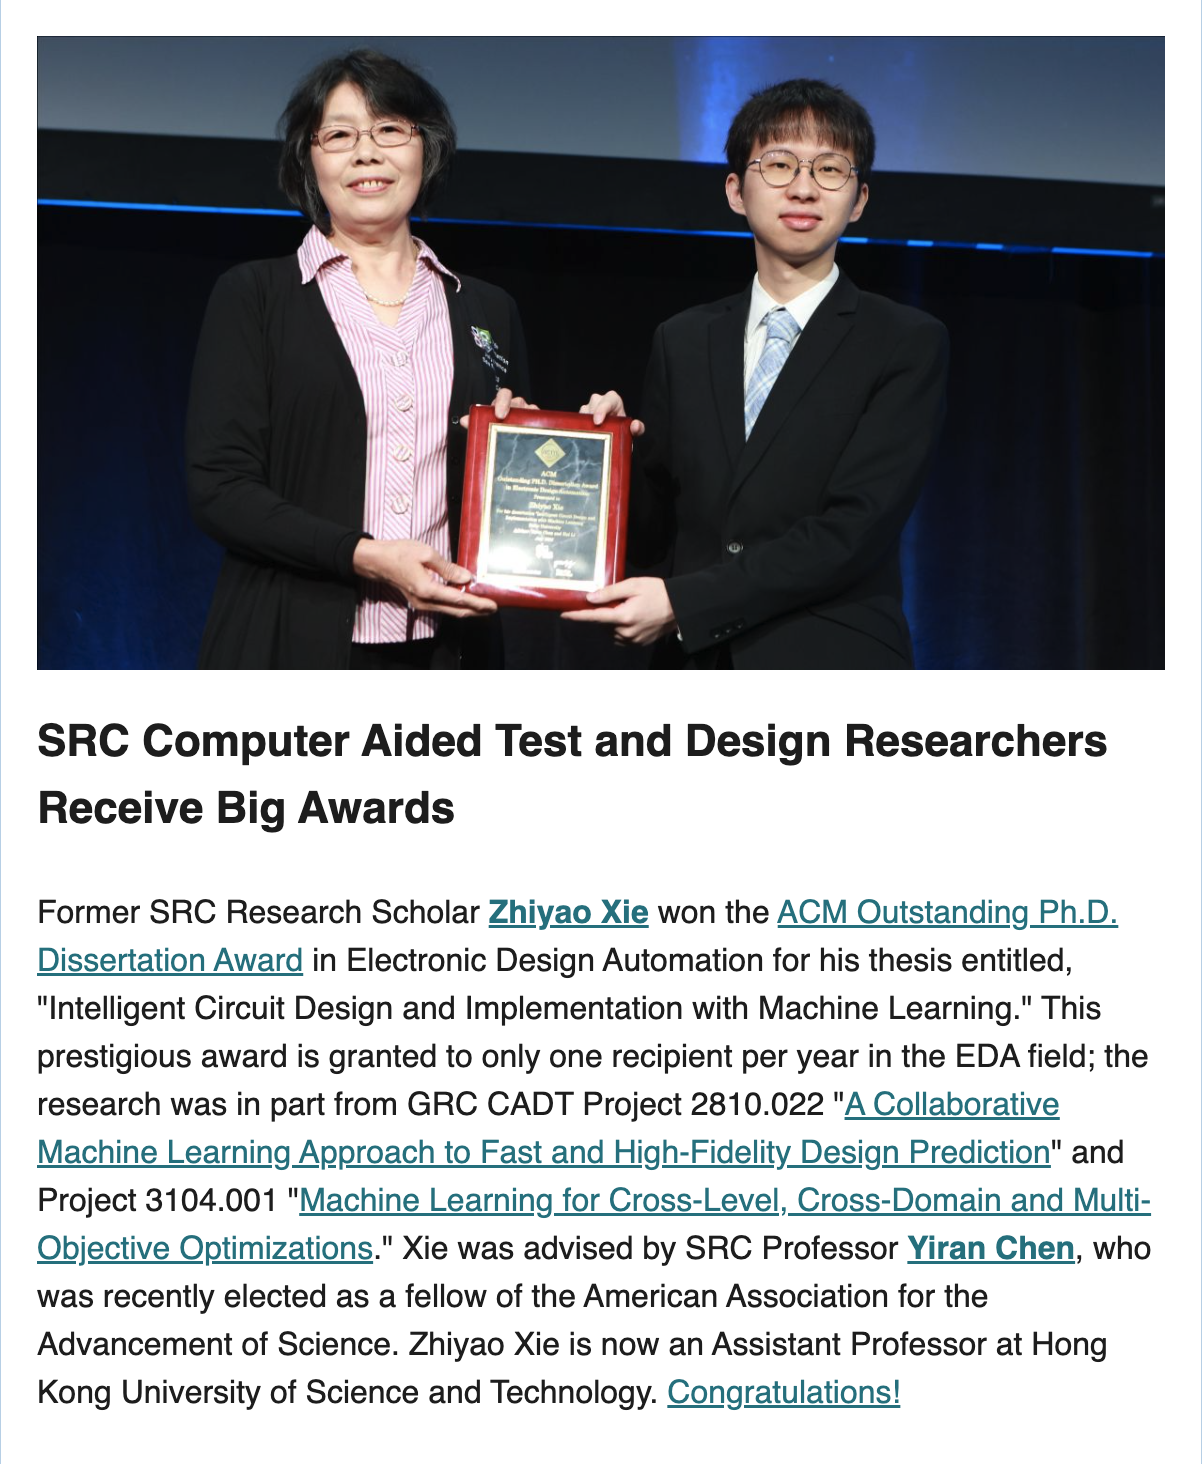 ACM
Outstanding PH.D. Dissertation Award
in Electronic Design Automation
Presented to
Zhiyao Xie
SRC Computer Aided Test and Design Researchers
Receive Big Awards
Former SRC Research Scholar Zhiyao Xie won the ACM Outstanding Ph.D.
Dissertation Award in Electronic Design Automation for his thesis entitled,
"Intelligent Circuit Design and Implementation with Machine Learning." This
prestigious award is granted to only one recipient per year in the EDA field; the
research was in part from GRC CADT Project 2810.022 "A Collaborative
Machine Learning Approach to Fast and High-Fidelity Design Prediction" and
Project 3104.001 "Machine Learning for Cross-Level, Cross-Domain and Multi-
Objective Optimizations." Xie was advised by SRC Professor Yiran Chen, who
was recently elected as a fellow of the American Association for the
Advancement of Science. Zhiyao Xie is now an Assistant Professor at Hong
Kong University of Science and Technology. Congratulations!